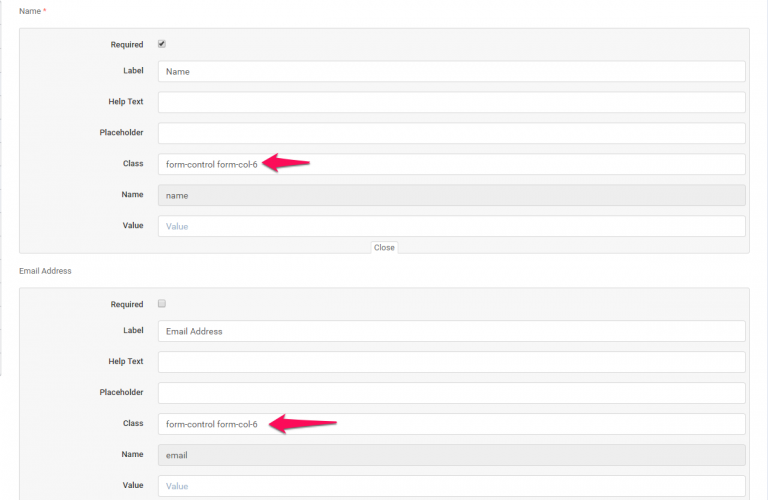 Name *
Required
Label Name
Help Text
Placeholder
Class form-control form-col-6
Name name
Value Value
Close
Email Address
Required
Label Email Address
Help Text
Placeholder
Class form-control form-col-6
Name email
Value Value